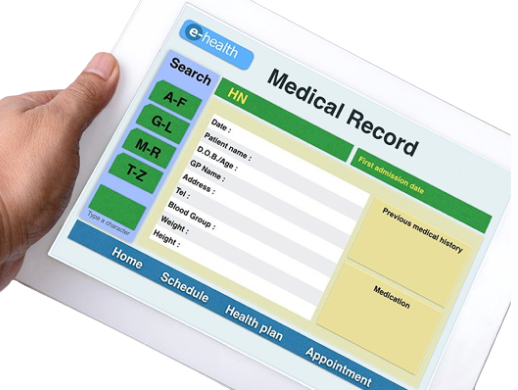 e-health
Medical Record
Search
A-F
G-L
M-R
T-Z
Type a character
HN
First admission date
Date :
Patient name :
D.O.B./Age :
GP Name :
Address :
Tel :
Blood Group :
Weight :
Height :
Previous medical history
Medication
Home
Schedule
Health plan
Appointment